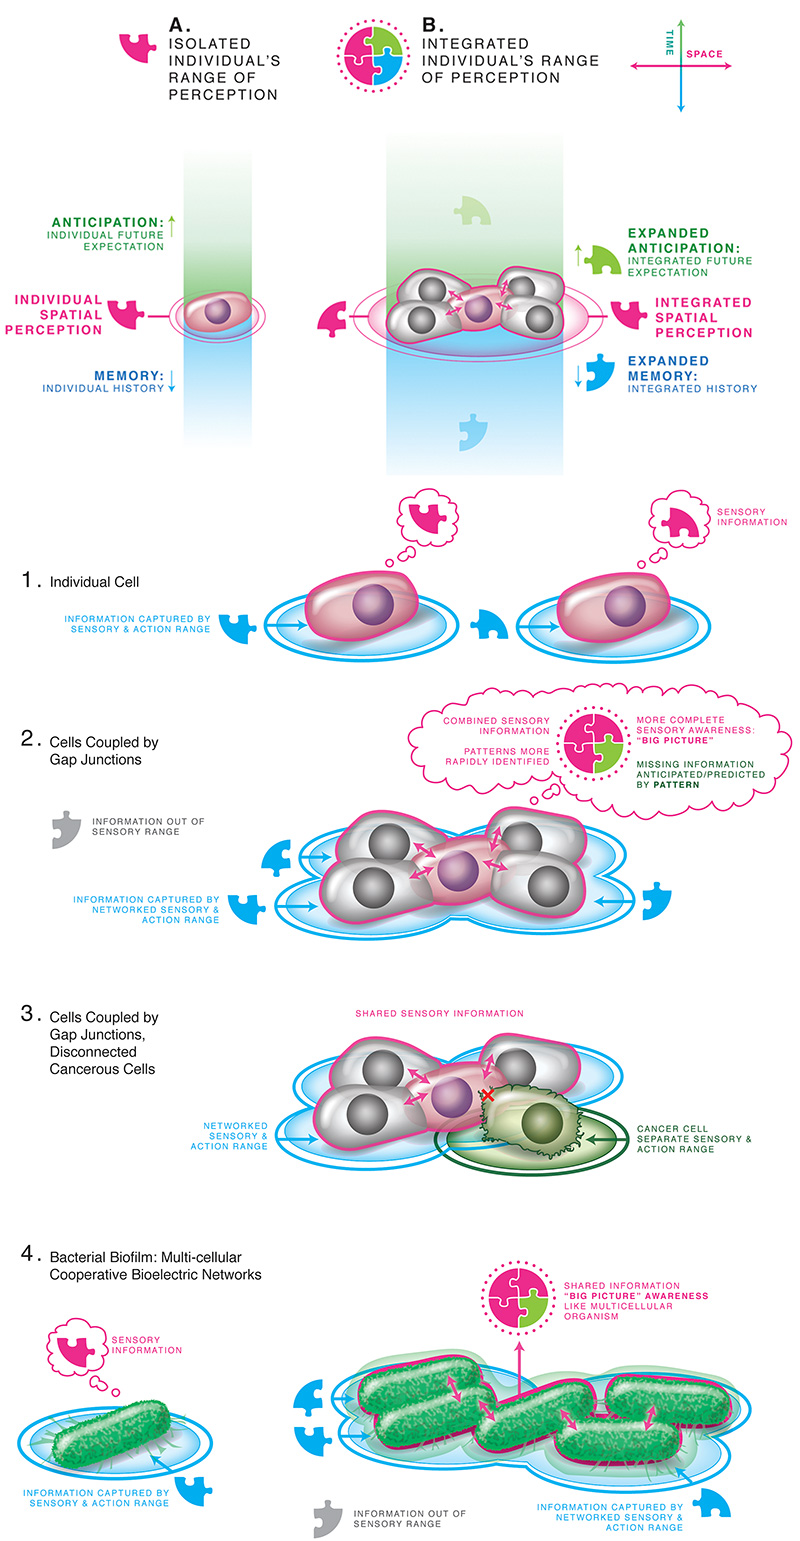 A.
ISOLATED
INDIVIDUAL'S
RANGE OF
PERCEPTION
B.
INTEGRATED
INDIVIDUAL'S RANGE
OF PERCEPTION
TIME
SPACE
ANTICIPATION:
INDIVIDUAL FUTURE
EXPECTATION
INDIVIDUAL
SPATIAL
PERCEPTION
MEMORY:
INDIVIDUAL HISTORY
EXPANDED
ANTICIPATION:
INTEGRATED FUTURE
EXPECTATION
INTEGRATED
SPATIAL
PERCEPTION
EXPANDED
MEMORY:
INTEGRATED HISTORY
SENSORY
INFORMATION
1. Individual Cell
INFORMATION CAPTURED BY
SENSORY & ACTION RANGE
2. Cells Coupled by
Gap Junctions
COMBINED SENSORY
INFORMATION
PATTERNS MORE
RAPIDLY IDENTIFIED
MORE COMPLETE
SENSORY AWARENESS:
"BIG PICTURE"
MISSING INFORMATION
ANTICIPATED/PREDICTED
BY PATTERN
INFORMATION OUT OF
SENSORY RANGE
INFORMATION CAPTURED BY
NETWORKED SENSORY &
ACTION RANGE
3. Cells Coupled by
Gap Junctions,
Disconnected
Cancerous Cells
SHARED SENSORY INFORMATION
NETWORKED
SENSORY &
ACTION RANGE
CANCER CELL
SEPARATE SENSORY &
ACTION RANGE
4. Bacterial Biofilm: Multi-cellular
Cooperative Bioelectric Networks
SENSORY
INFORMATION
SHARED INFORMATION
"BIG PICTURE" AWARENESS
LIKE MULTICELLULAR
ORGANISM
INFORMATION CAPTURED BY
SENSORY & ACTION RANGE
INFORMATION OUT OF
SENSORY RANGE
INFORMATION CAPTURED BY
NETWORKED SENSORY &
ACTION RANGE